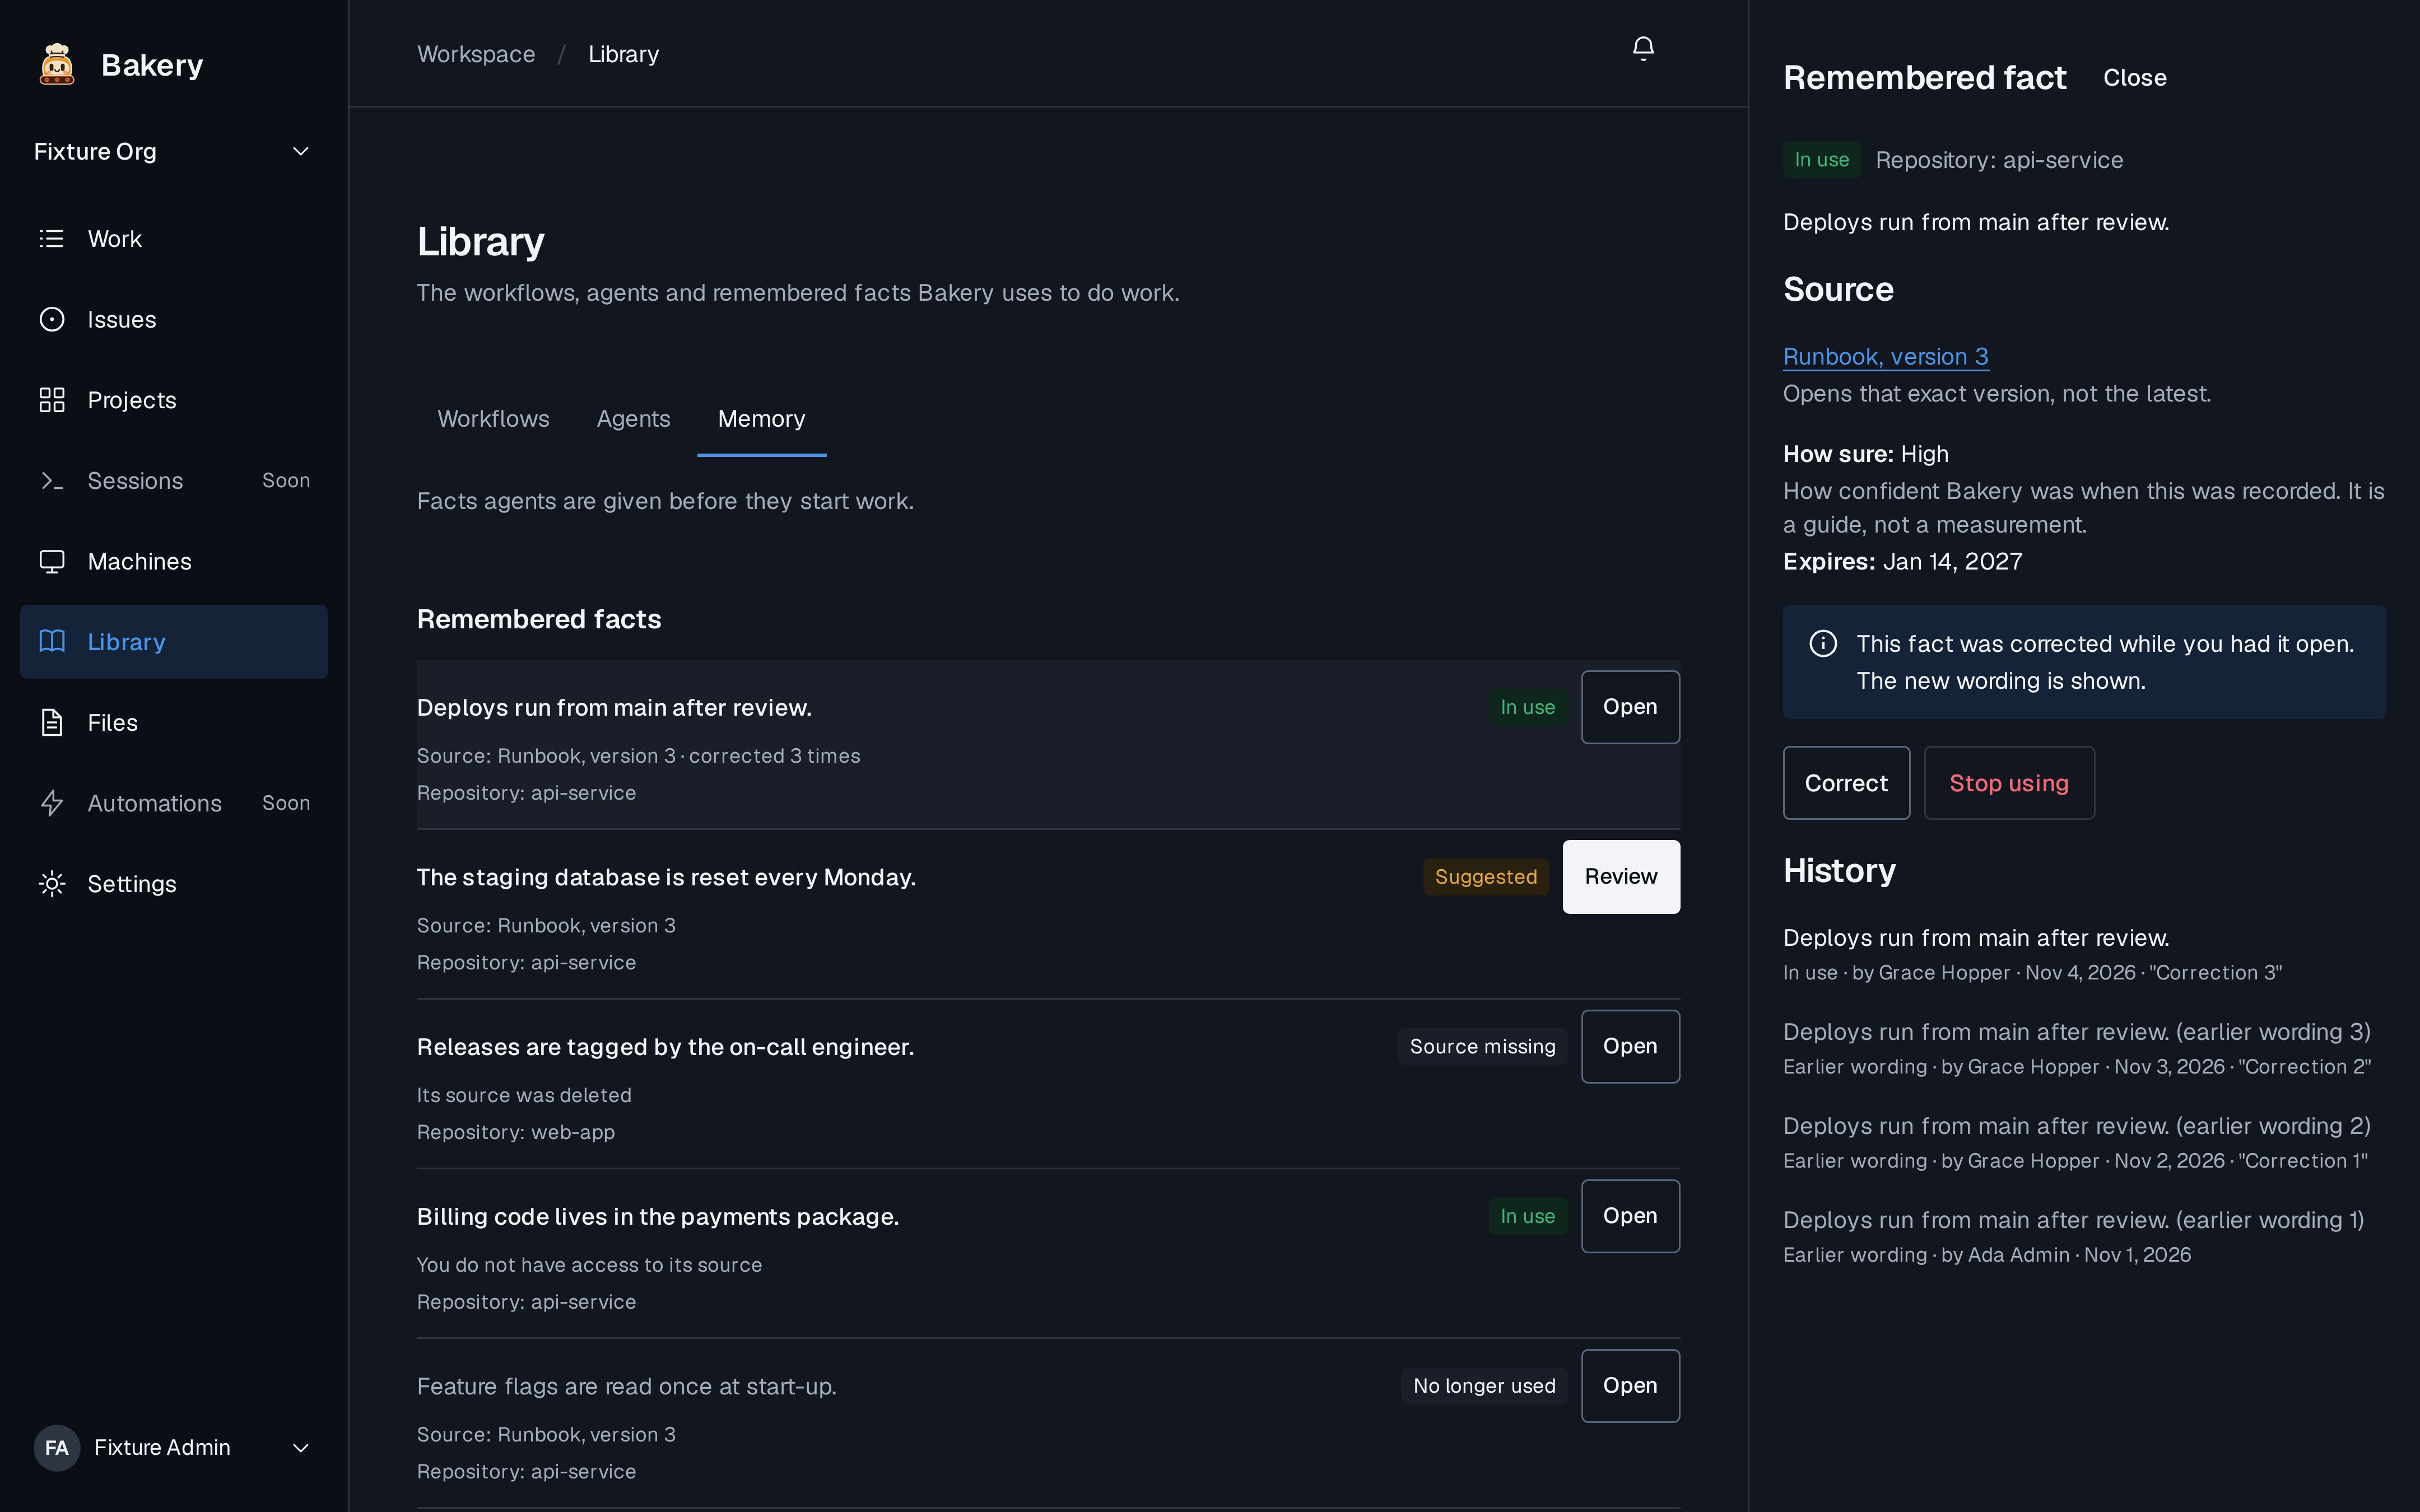 Bakery
Fixture Org
Work
Issues
Projects
Sessions Soon
Machines
Library
Files
Automations Soon
Settings
FA Fixture Admin
Workspace / Library
Library
The workflows, agents and remembered facts Bakery uses to do work.
Workflows Agents Memory
Facts agents are given before they start work.
Remembered facts
Deploys run from main after review. In use Open
Source: Runbook, version 3 · corrected 3 times
Repository: api-service
The staging database is reset every Monday. Suggested Review
Source: Runbook, version 3
Repository: api-service
Releases are tagged by the on-call engineer. Source missing Open
Its source was deleted
Repository: web-app
Billing code lives in the payments package. In use Open
You do not have access to its source
Repository: api-service
Feature flags are read once at start-up. No longer used Open
Source: Runbook, version 3
Repository: api-service
Remembered fact Close
In use Repository: api-service
Deploys run from main after review.
Source
Runbook, version 3
Opens that exact version, not the latest.
How sure: High
How confident Bakery was when this was recorded. It is
a guide, not a measurement.
Expires: Jan 14, 2027
This fact was corrected while you had it open.
The new wording is shown.
Correct Stop using
History
Deploys run from main after review.
In use · by Grace Hopper · Nov 4, 2026 · "Correction 3"
Deploys run from main after review. (earlier wording 3)
Earlier wording · by Grace Hopper · Nov 3, 2026 · "Correction 2"
Deploys run from main after review. (earlier wording 2)
Earlier wording · by Grace Hopper · Nov 2, 2026 · "Correction 1"
Deploys run from main after review. (earlier wording 1)
Earlier wording · by Ada Admin · Nov 1, 2026